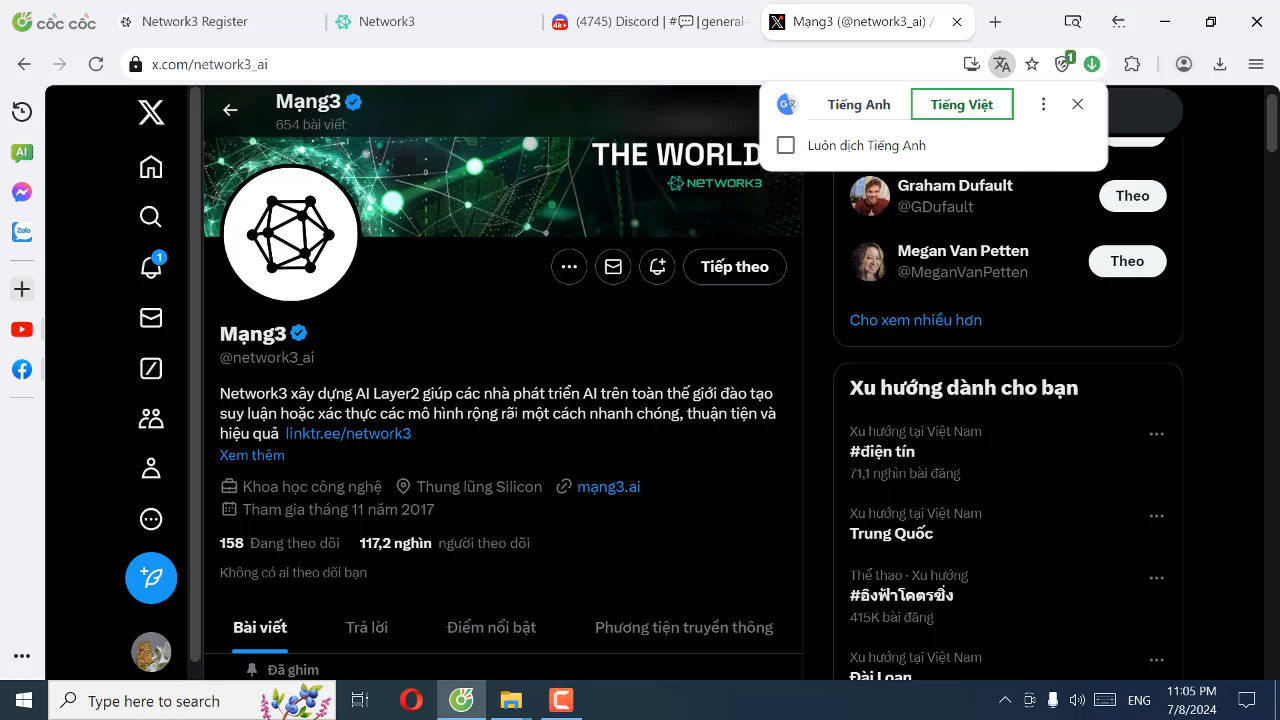 cốc cốc
Network3 Register
Network3
(4745) Discord | #💬|general-
Mạng3 (@network3_ai) /
x.com/network3_ai
1
Mạng3
654 bài viết
Tiếng Anh
Tiếng Việt
Luôn dịch Tiếng Anh
AI
Zalo
1
THE WORLD
NETWORK3
Tiếp theo
Mạng3
@network3_ai
Network3 xây dựng AI Layer2 giúp các nhà phát triển AI trên toàn thế giới đào tạo
suy luận hoặc xác thực các mô hình rộng rãi một cách nhanh chóng, thuận tiện và
hiệu quả linktr.ee/network3
Xem thêm
Khoa học công nghệ Thung lũng Silicon mạng3.ai
Tham gia tháng 11 năm 2017
158 Đang theo dõi 117,2 nghìn người theo dõi
Không có ai theo dõi bạn
Bài viết
Trả lời
Điểm nổi bật
Phương tiện truyền thông
Đã ghim
Graham Dufault
@GDufault
Theo
Megan Van Petten
@MeganVanPetten
Theo
Cho xem nhiều hơn
Xu hướng dành cho bạn
Xu hướng tại Việt Nam
#điện tín
71,1 nghìn bài đăng
Xu hướng tại Việt Nam
Trung Quốc
Thể thao · Xu hướng
#อิงฟ้าโคตรซิ่ง
415K bài đăng
Xu hướng tại Việt Nam
Đài Loan
Type here to search
ENG
11:05 PM
7/8/2024